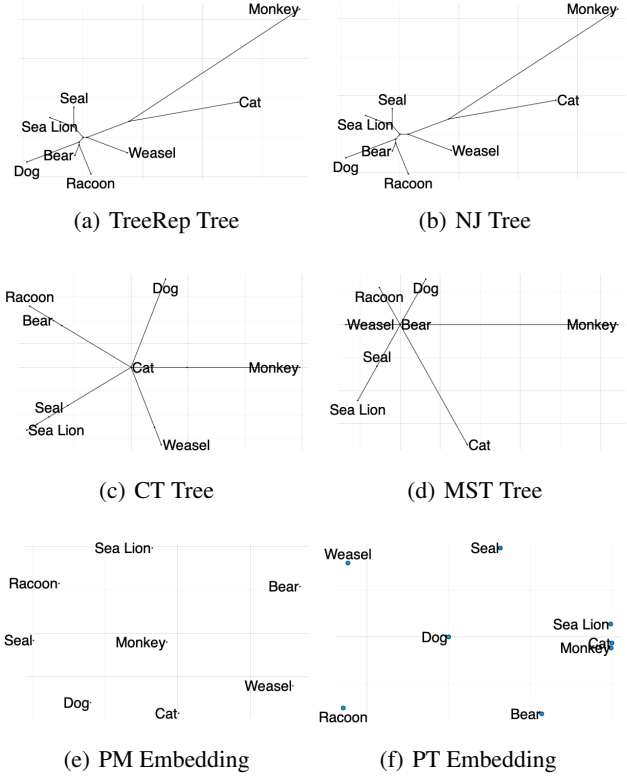 Monkey
Seal
Cat
Sea Lion
Bear
Weasel
Dog
Racoon
(a) TreeRep Tree
Monkey
Seal
Cat
Sea Lion
Bear
Weasel
Dog
Racoon
(b) NJ Tree
Racoon
Dog
Bear
Cat
Monkey
Seal
Sea Lion
Weasel
(c) CT Tree
Racoon
Dog
Weasel
Bear
Monkey
Seal
Sea Lion
Cat
(d) MST Tree
Sea Lion
Racoon
Bear
Seal
Monkey
Weasel
Dog
Cat
(e) PM Embedding
Weasel
Seal
Sea Lion
Dog
Cat
Monkey
Racoon
Bear
(f) PT Embedding